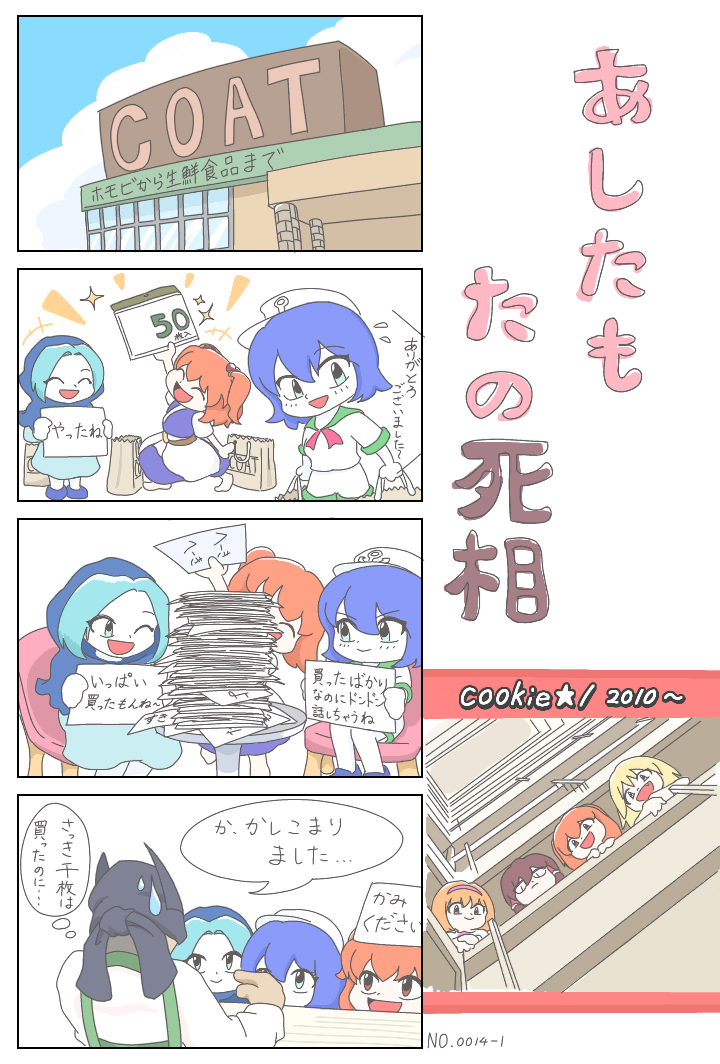 あしたも
たの死相
COAT
ホモビから生鮮食品まで
50
枚入
やったね
ありがとう
ございました〜
COAT
いっぱい
買ったもんね〜
すき
買ったばかり
なのにドンドン
話しちゃうね
か、かしこまり
ました…
さっき千枚は
買ったのに…
かみ
ください
cookie★/ 2010〜
NO.0014-1